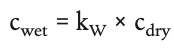 c_wet = k_W × c_dry